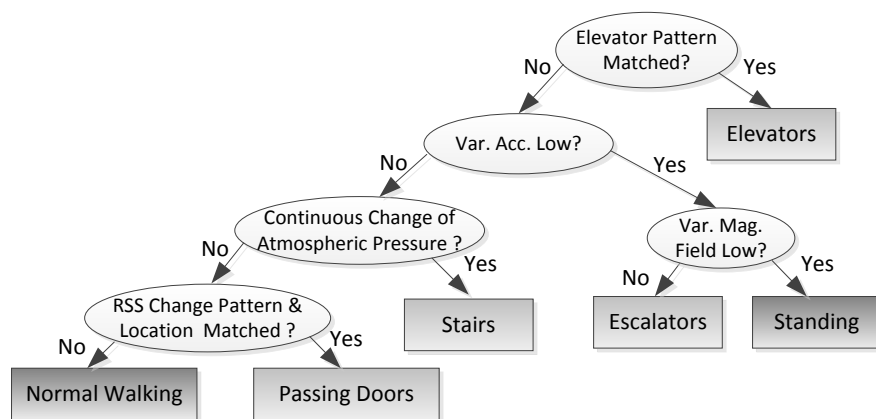 Elevator Pattern
Matched?
No
Yes
Elevators
Var. Acc. Low?
No
Yes
Continuous Change of
Atmospheric Pressure ?
Var. Mag.
Field Low?
No
Yes
No
Yes
RSS Change Pattern &
Location Matched ?
Stairs
Escalators
Standing
No
Yes
Normal Walking
Passing Doors